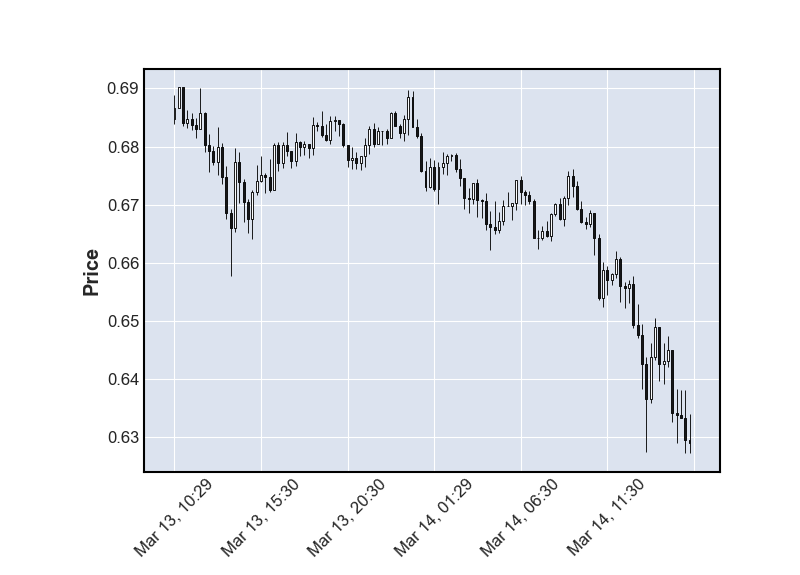 0.69
0.68
0.67
0.66
0.65
0.64
0.63
Price
Mar 13, 10:29
Mar 13, 15:30
Mar 13, 20:30
Mar 14, 01:29
Mar 14, 06:30
Mar 14, 11:30